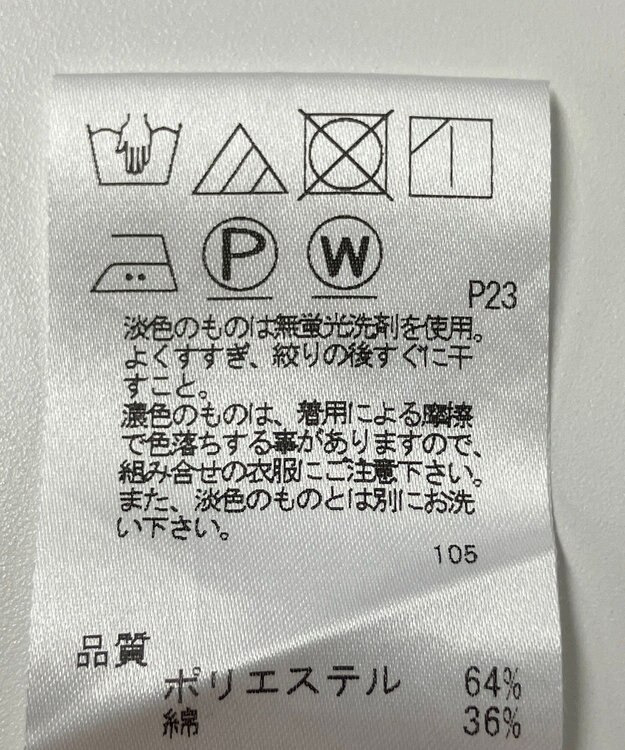 P
W
P23
淡色のものは無蛍光洗剤を使用。
よくすすぎ、絞りの後すぐに干
すこと。
濃色のものは、着用による摩擦
で色落ちする事がありますので、
組み合せの衣服にご注意下さい。
また、淡色のものとは別にお洗
い下さい。
105
品質
ポリエステル 64%
綿 36%